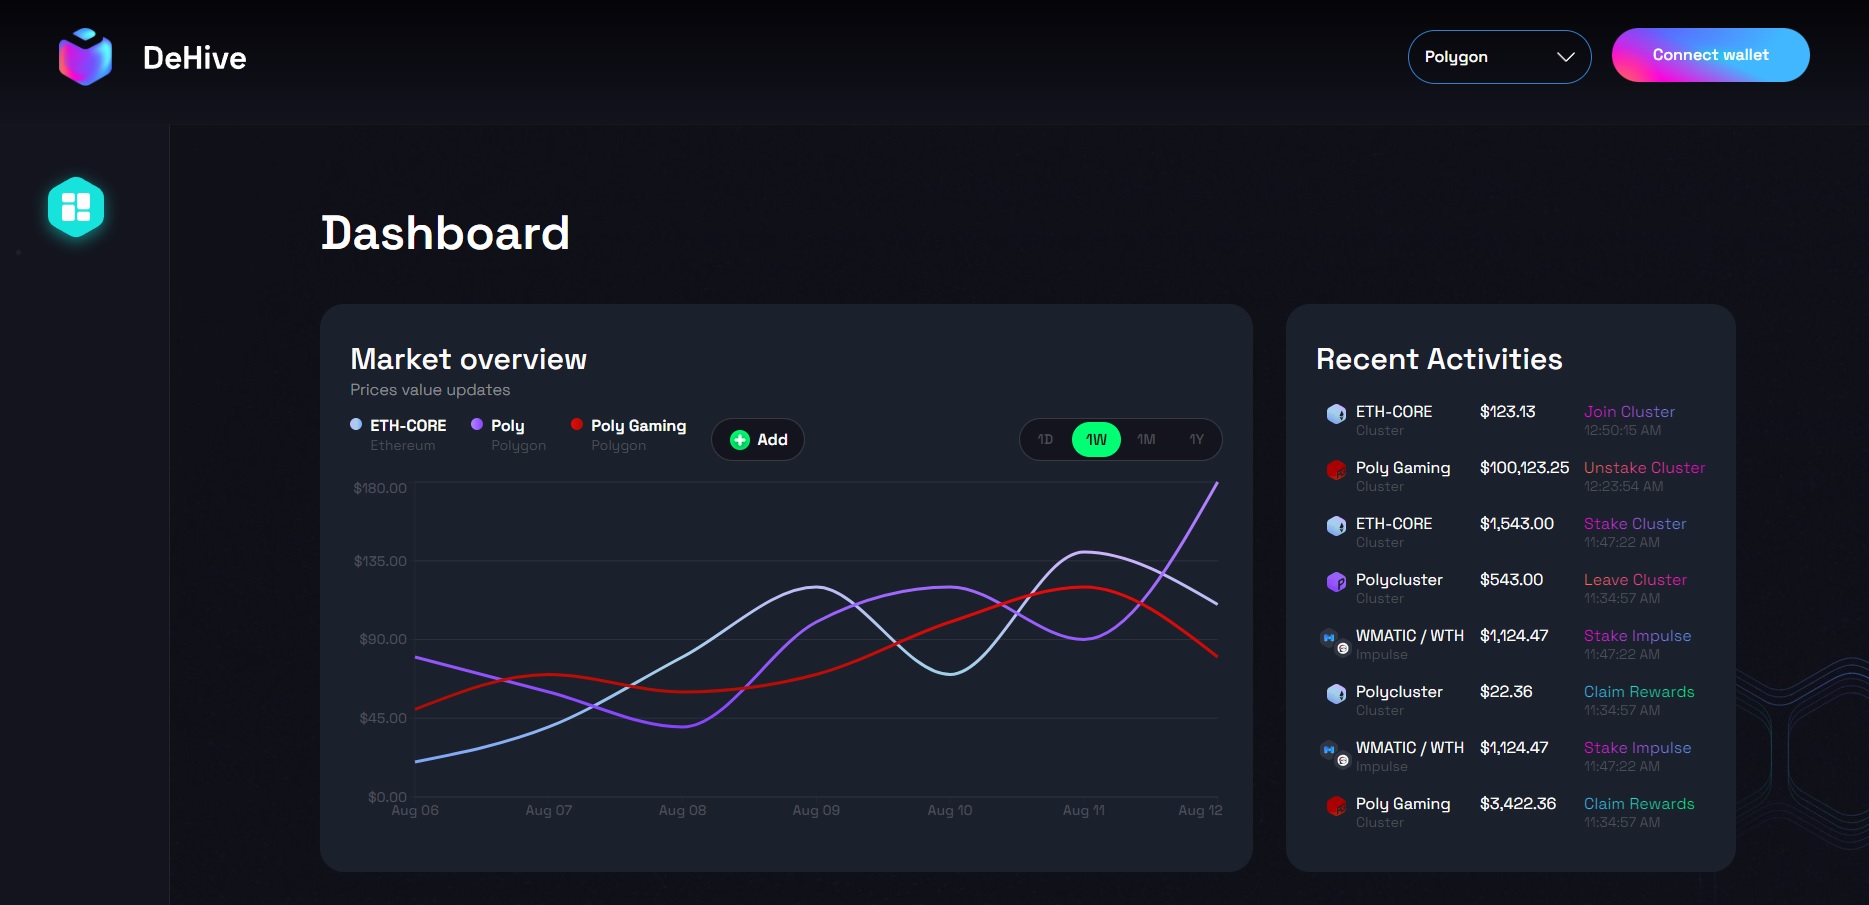 DeHive
Polygon
Connect wallet
Dashboard
Market overview
Prices value updates
ETH-CORE Poly Poly Gaming Add 1D 1W 1M 1Y
Ethereum Polygon Polygon
$180.00
$135.00
$90.00
$45.00
$0.00
Aug 06 Aug 07 Aug 08 Aug 09 Aug 10 Aug 11 Aug 12
Recent Activities
ETH-CORE $123.13 Join Cluster
Cluster 12:50:15 AM
Poly Gaming $100,123.25 Unstake Cluster
Cluster 12:23:54 AM
ETH-CORE $1,543.00 Stake Cluster
Cluster 11:47:22 AM
Polycluster $543.00 Leave Cluster
Cluster 11:34:57 AM
WMATIC / WTH $1,124.47 Stake Impulse
Impulse 11:47:22 AM
Polycluster $22.36 Claim Rewards
Cluster 11:34:57 AM
WMATIC / WTH $1,124.47 Stake Impulse
Impulse 11:47:22 AM
Poly Gaming $3,422.36 Claim Rewards
Cluster 11:34:57 AM